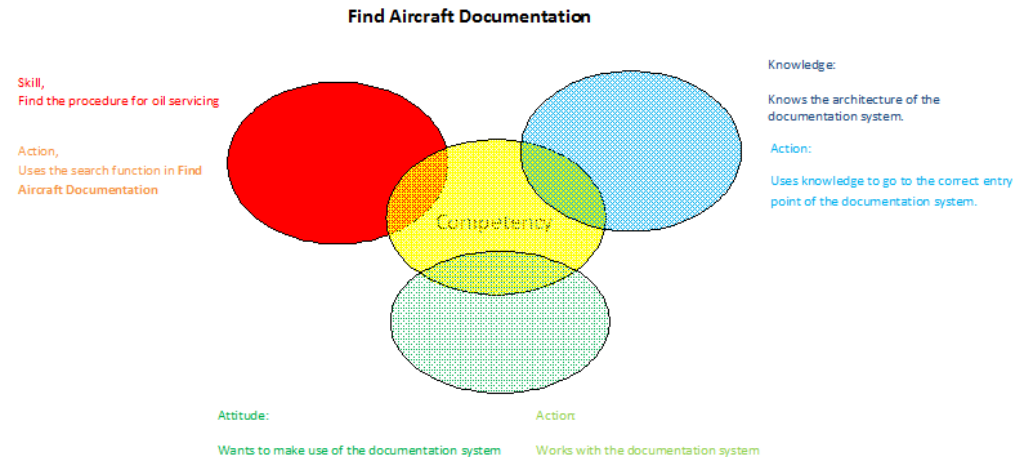 Find Aircraft Documentation
Skill,
Find the procedure for oil servicing
Action,
Uses the search function in Find
Aircraft Documentation
Knowledge:
Knows the architecture of the
documentation system.
Action:
Uses knowledge to go to the correct entry
point of the documentation system.
Competency
Attitude:
Wants to make use of the documentation system
Action:
Works with the documentation system